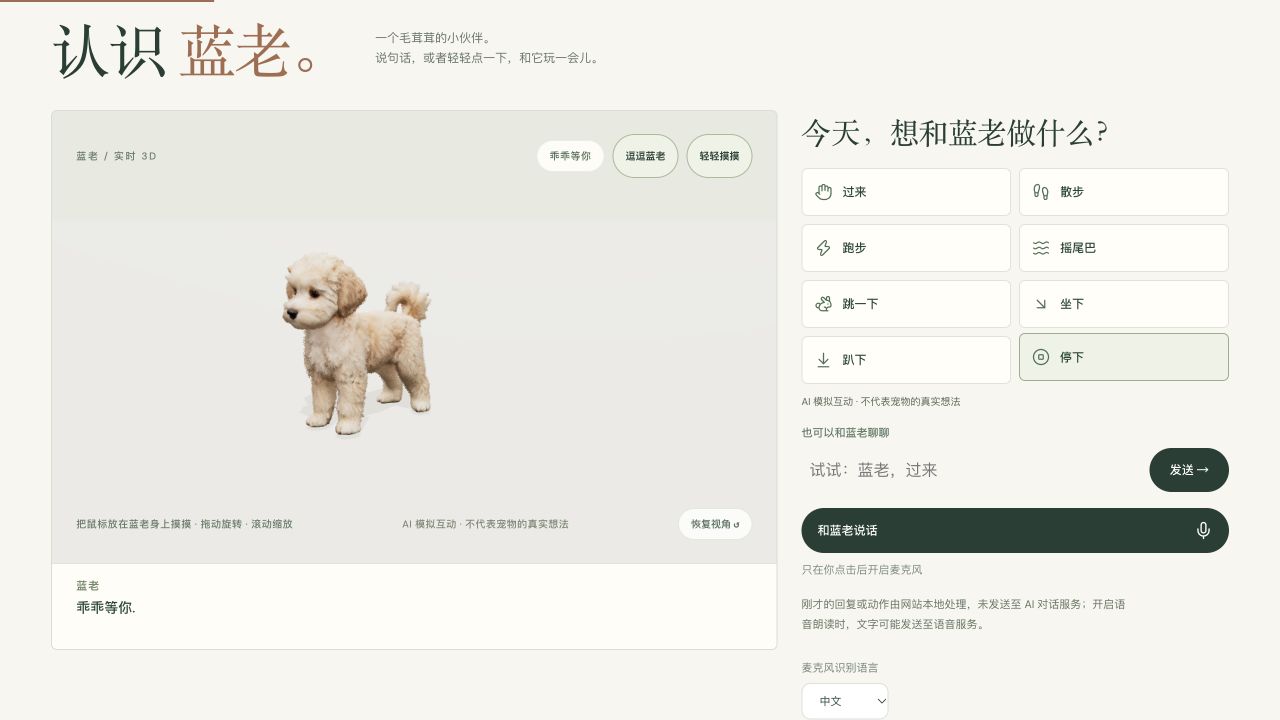 认识 蓝老。
一个毛茸茸的小伙伴。
说句话，或者轻轻点一下，和它玩一会儿。
蓝老 / 实时 3D
乖乖等你
逗逗蓝老
轻轻摸摸
把鼠标放在蓝老身上摸摸 · 拖动旋转 · 滚动缩放
AI 模拟互动 · 不代表宠物的真实想法
恢复视角 ↺
蓝老
乖乖等你.
今天，想和蓝老做什么?
过来
散步
跑步
摇尾巴
跳一下
坐下
趴下
停下
AI 模拟互动 · 不代表宠物的真实想法
也可以和蓝老聊聊
试试：蓝老，过来
发送 →
和蓝老说话
只在你点击后开启麦克风
刚才的回复或动作由网站本地处理，未发送至 AI 对话服务；开启语
音朗读时，文字可能发送至语音服务。
麦克风识别语言
中文